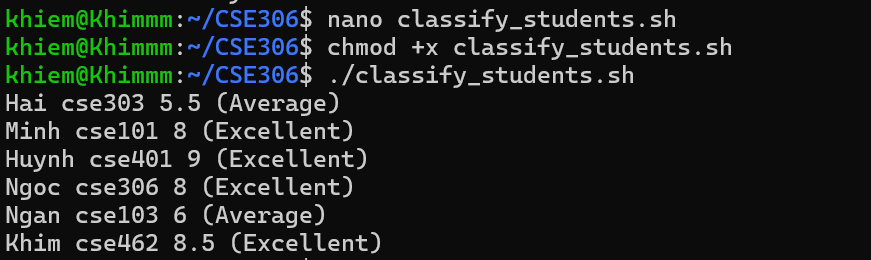 khiem@Khimmm:~/CSE306$ nano classify_students.sh
khiem@Khimmm:~/CSE306$ chmod +x classify_students.sh
khiem@Khimmm:~/CSE306$ ./classify_students.sh
Hai cse303 5.5 (Average)
Minh cse101 8 (Excellent)
Huynh cse401 9 (Excellent)
Ngoc cse306 8 (Excellent)
Ngan cse103 6 (Average)
Khim cse462 8.5 (Excellent)